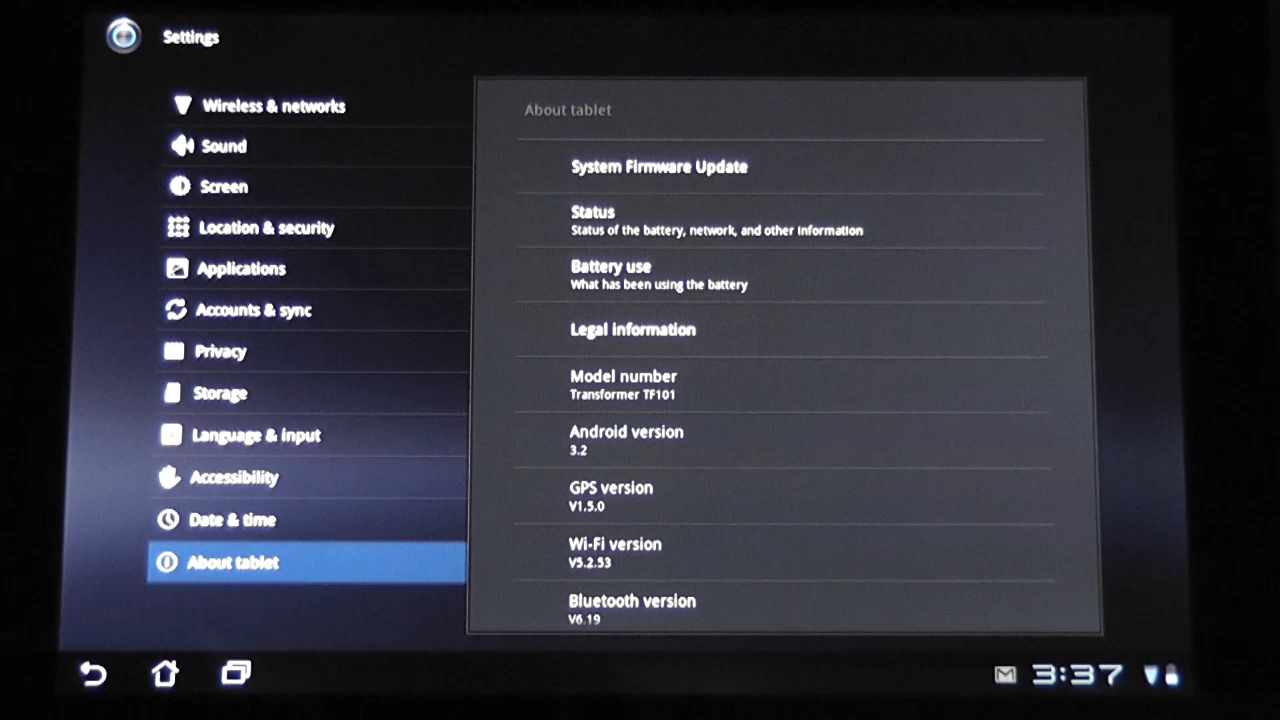 Settings
Wireless & networks
Sound
Screen
Location & security
Applications
Accounts & sync
Privacy
Storage
Language & input
Accessibility
Date & time
About tablet
About tablet
System Firmware Update
Status
Status of the battery, network, and other information
Battery use
What has been using the battery
Legal information
Model number
Transformer TF101
Android version
3.2
GPS version
V1.5.0
Wi-Fi version
V5.2.53
Bluetooth version
V6.19
3:37